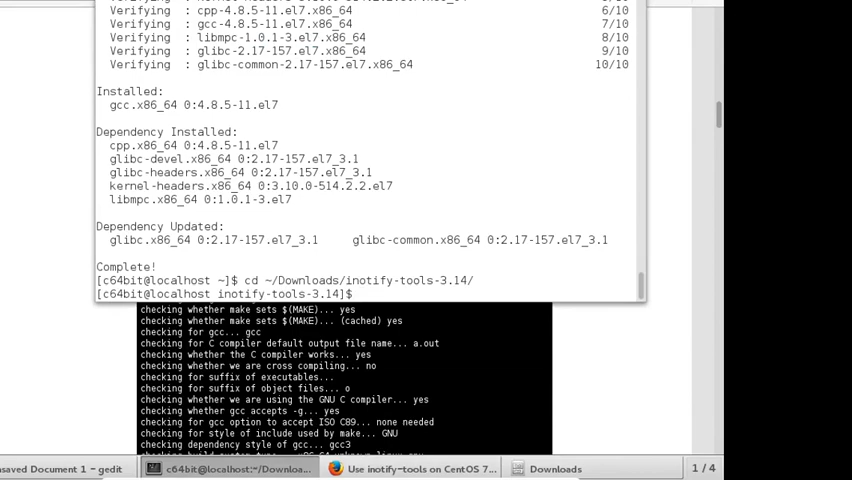 Verifying  : cpp-4.8.5-11.el7.x86_64 6/10
Verifying  : gcc-4.8.5-11.el7.x86_64 7/10
Verifying  : libmpc-1.0.1-3.el7.x86_64 8/10
Verifying  : glibc-2.17-157.el7.x86_64 9/10
Verifying  : glibc-common-2.17-157.el7.x86_64 10/10
Installed:
gcc.x86_64 0:4.8.5-11.el7
Dependency Installed:
cpp.x86_64 0:4.8.5-11.el7
glibc-devel.x86_64 0:2.17-157.el7_3.1
glibc-headers.x86_64 0:2.17-157.el7_3.1
kernel-headers.x86_64 0:3.10.0-514.2.2.el7
libmpc.x86_64 0:1.0.1-3.el7
Dependency Updated:
glibc.x86_64 0:2.17-157.el7_3.1     glibc-common.x86_64 0:2.17-157.el7_3.1
Complete!
[c64bit@localhost ~]$ cd ~/Downloads/inotify-tools-3.14/
[c64bit@localhost inotify-tools-3.14]$
checking whether make sets $(MAKE)... yes
checking whether make sets $(MAKE)... (cached) yes
checking for gcc... gcc
checking for C compiler default output file name... a.out
checking whether the C compiler works... yes
checking whether we are cross compiling... no
checking for suffix of executables...
checking for suffix of object files... o
checking whether we are using the GNU C compiler... yes
checking whether gcc accepts -g... yes
checking for gcc option to accept ISO C89... none needed
checking for style of include used by make... GNU
checking dependency style of gcc... gcc3
nsaved Document 1 - gedit
c64bit@localhost:~/Downloa...
Use inotify-tools on CentOS 7...
Downloads
1 / 4